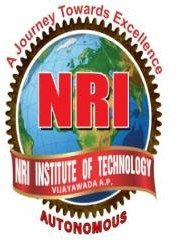 A Journey Towards Excellence
NRI
NRI INSTITUTE OF TECHNOLOGY
VIJAYAWADA A.P.
AUTONOMOUS